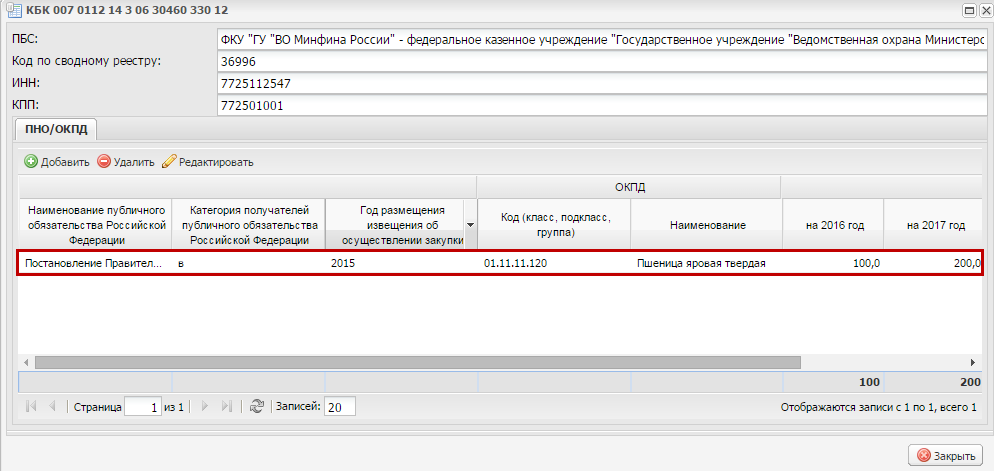 КБК 007 0112 14 3 06 30460 330 12
ПБС: ФКУ "ГУ "ВО Минфина России" - федеральное казенное учреждение "Государственное учреждение "Ведомственная охрана
Код по сводному реестру: 36996
ИНН: 7725112547
КПП: 772501001
ПНО/ОКПД
Добавить Удалить Редактировать
ОКПД
Наименование публичного обязательства Российской Федерации
Категория получателей публичного обязательства Российской Федерации
Год размещения извещения об осуществлении закупки
Код (класс, подкласс, группа)
Наименование
на 2016 год
на 2017 год
Постановление Правител... в 2015 01.11.11.120 Пшеница яровая твердая 100,0 200,0
100 200
Страница 1 из 1 Записей: 20 Отображаются записи с 1 по 1, всего 1
Закрыть